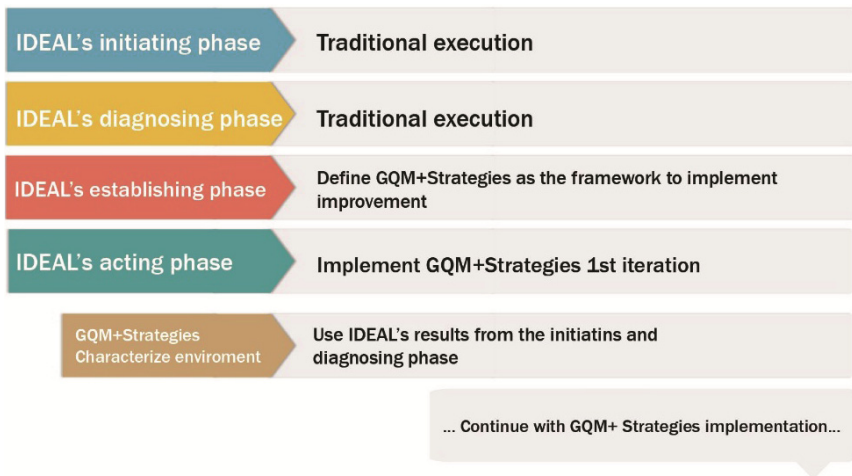 IDEAL's initiating phase
Traditional execution
IDEAL's diagnosing phase
Traditional execution
IDEAL's establishing phase
Define GQM+Strategies as the framework to implement
improvement
IDEAL's acting phase
Implement GQM+Strategies 1st iteration
GQM+Strategies
Characterize enviroment
Use IDEAL's results from the initiatins and
diagnosing phase
... Continue with GQM+ Strategies implementation...